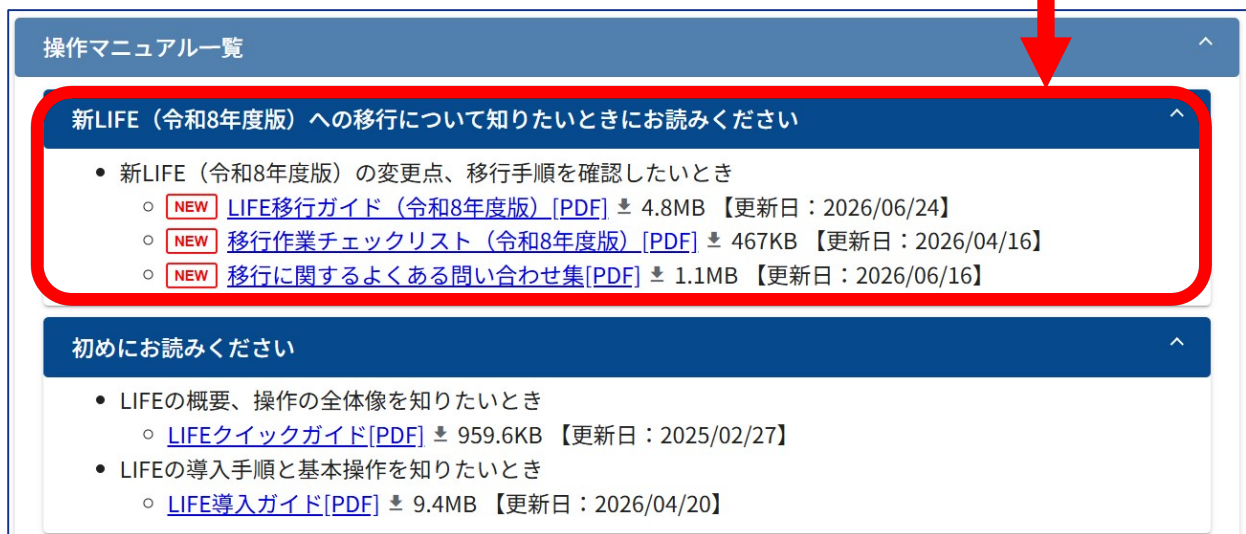 操作マニュアル一覧
新LIFE（令和8年度版）への移行について知りたいときにお読みください
• 新LIFE（令和8年度版）の変更点、移行手順を確認したいとき
○ NEW LIFE移行ガイド（令和8年度版）[PDF] 4.8MB 【更新日：2026/06/24】
○ NEW 移行作業チェックリスト（令和8年度版）[PDF] 467KB 【更新日：2026/04/16】
○ NEW 移行に関するよくある問い合わせ集[PDF] 1.1MB 【更新日：2026/06/16】
初めにお読みください
• LIFEの概要、操作の全体像を知りたいとき
○ LIFEクイックガイド[PDF] 959.6KB 【更新日：2025/02/27】
• LIFEの導入手順と基本操作を知りたいとき
○ LIFE導入ガイド[PDF] 9.4MB 【更新日：2026/04/20】